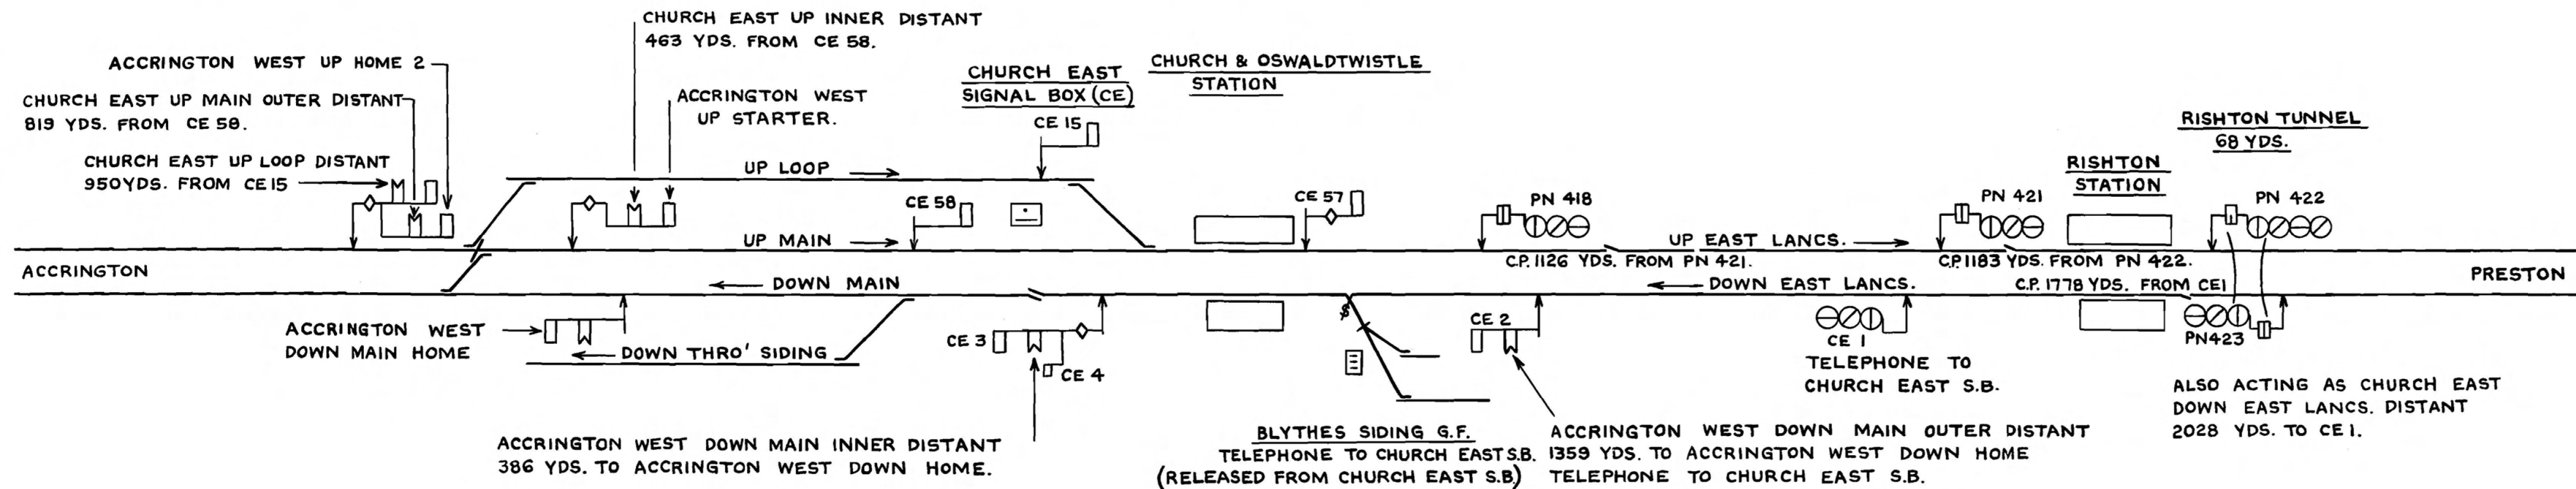 CHURCH EAST UP INNER DISTANT
463 YDS. FROM CE 58.
ACCRINGTON WEST UP HOME 2
CHURCH EAST UP MAIN OUTER DISTANT
819 YDS. FROM CE 58.
ACCRINGTON WEST
UP STARTER.
CHURCH EAST
SIGNAL BOX (CE)
CHURCH & OSWALDTWISTLE
STATION
CHURCH EAST UP LOOP DISTANT
950YDS. FROM CE15
UP LOOP
CE 15
RISHTON TUNNEL
68 YDS.
RISHTON
STATION
CE 58
CE 57
PN 418
PN 421
PN 422
UP MAIN
UP EAST LANCS.
C.P. 1126 YDS. FROM PN 421.
C.P. 1183 YDS. FROM PN 422.
ACCRINGTON
PRESTON
DOWN MAIN
DOWN EAST LANCS.
C.P. 1778 YDS. FROM CE1
ACCRINGTON WEST
DOWN MAIN HOME
DOWN THRO' SIDING
CE 3
CE 4
CE 2
CE 1
TELEPHONE TO
CHURCH EAST S.B.
PN423
ALSO ACTING AS CHURCH EAST
DOWN EAST LANCS. DISTANT
2028 YDS. TO CE 1.
ACCRINGTON WEST DOWN MAIN INNER DISTANT
386 YDS. TO ACCRINGTON WEST DOWN HOME.
BLYTHES SIDING G.F.
TELEPHONE TO CHURCH EAST S.B.
(RELEASED FROM CHURCH EAST S.B.)
ACCRINGTON WEST DOWN MAIN OUTER DISTANT
1359 YDS. TO ACCRINGTON WEST DOWN HOME
TELEPHONE TO CHURCH EAST S.B.